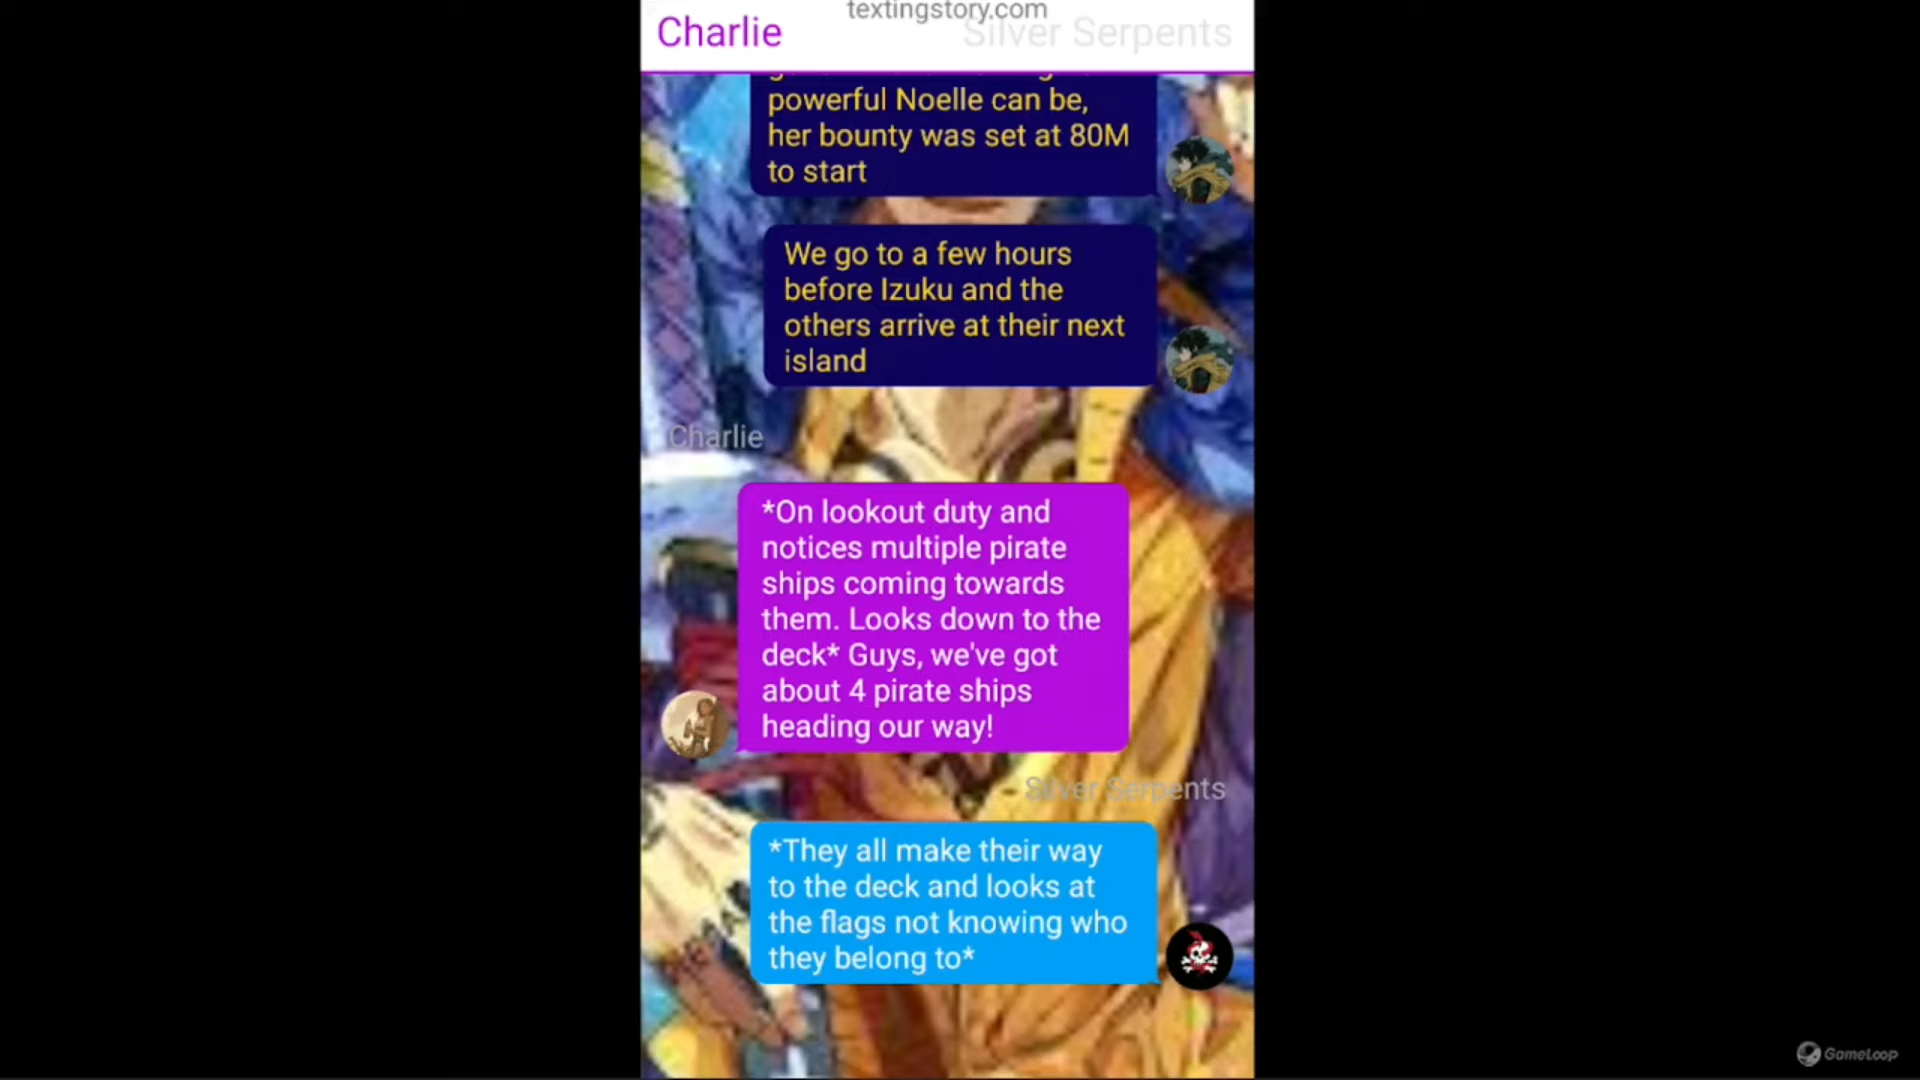 textingstory.com
Charlie
Silver Serpents
powerful Noelle can be,
her bounty was set at 80M
to start
We go to a few hours
before Izuku and the
others arrive at their next
island
Charlie
*On lookout duty and
notices multiple pirate
ships coming towards
them. Looks down to the
deck* Guys, we've got
about 4 pirate ships
heading our way!
Silver Serpents
*They all make their way
to the deck and looks at
the flags not knowing who
they belong to*
GameLoop